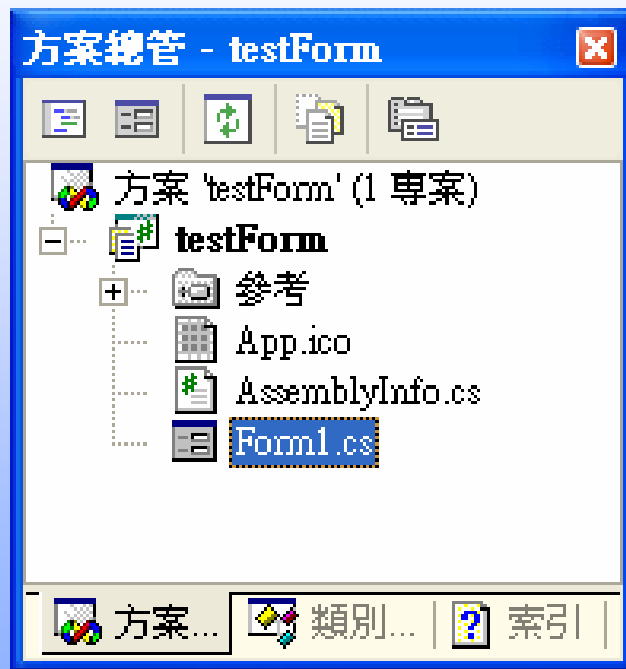 方案總管 - testForm
方案 'testForm' (1 專案)
testForm
參考
App.ico
AssemblyInfo.cs
Form1.cs
方案... 類別... 索引